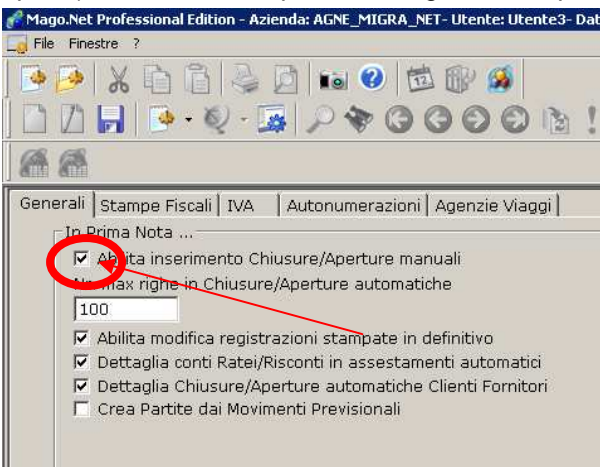 Mago.Net Professional Edition - Azienda: AGNE_MIGRA_NET- Utente: Utente3- Dat
File Finestre ?
Generali Stampe Fiscali IVA Autonumerazioni Agenzie Viaggi
In Prima Nota ...
Abilita inserimento Chiusure/Aperture manuali
max righe in Chiusure/Aperture automatiche
100
Abilita modifica registrazioni stampate in definitivo
Dettaglia conti Ratei/Risconti in assestamenti automatici
Dettaglia Chiusure/Aperture automatiche Clienti Fornitori
Crea Partite dai Movimenti Previsionali